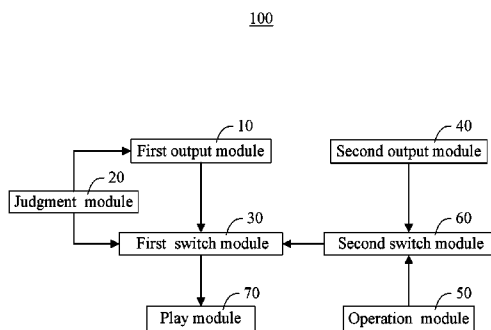 100
10
First output module
40
Second output module
20
Judgment module
30
First switch module
60
Second switch module
70
Play module
50
Operation module